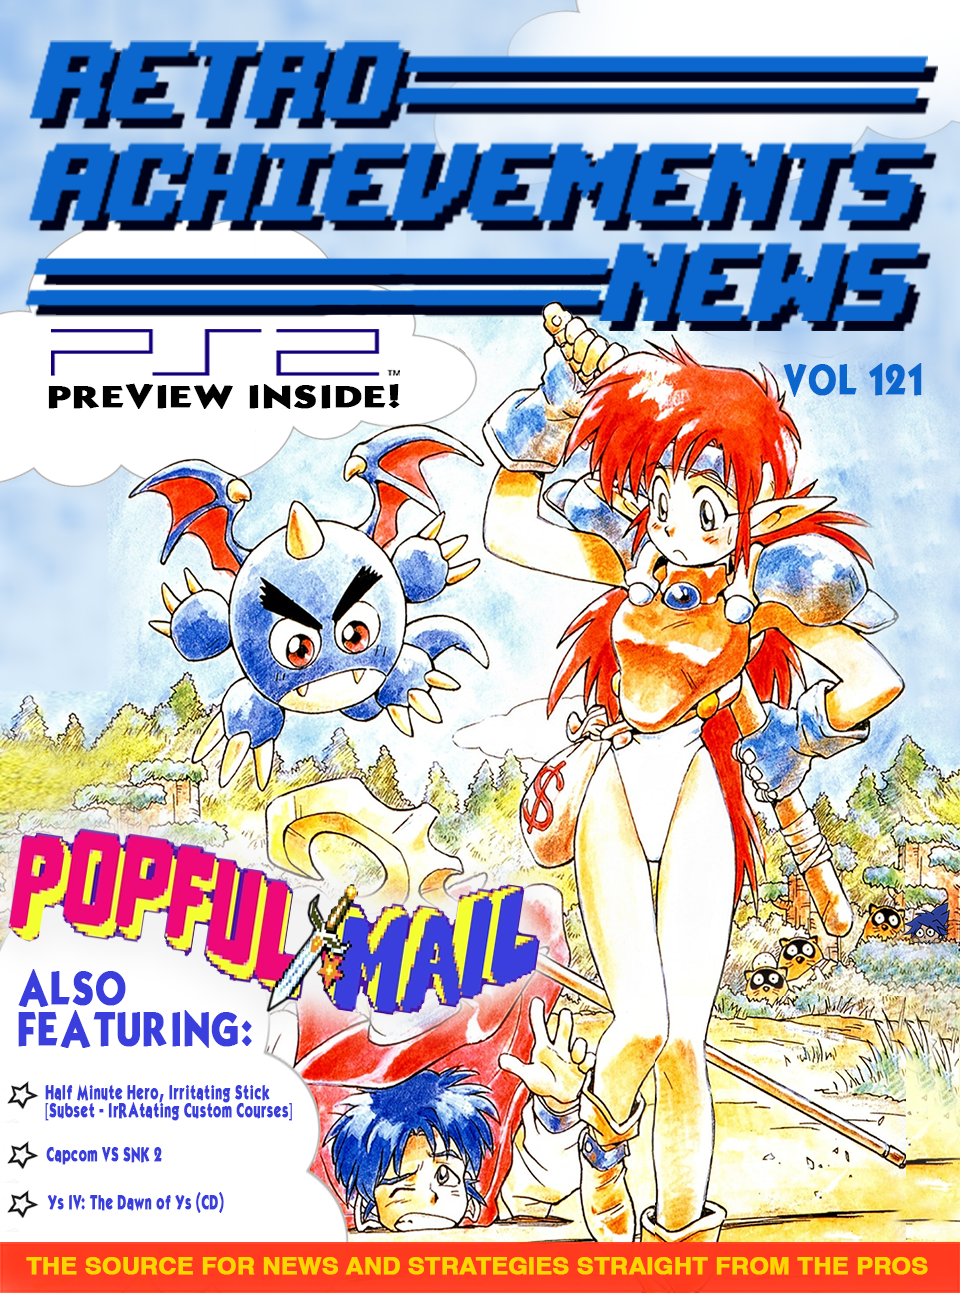 RETRO
ACHIEVEMENTS
NEWS
PS2™
PREVIEW INSIDE!
VOL 121
$
POPFUL MAIL
ALSO
FEATURING:
Half Minute Hero, Irritating Stick
[Subset - IrRAtating Custom Courses]
Capcom VS SNK 2
Ys IV: The Dawn of Ys (CD)
THE SOURCE FOR NEWS AND STRATEGIES STRAIGHT FROM THE PROS